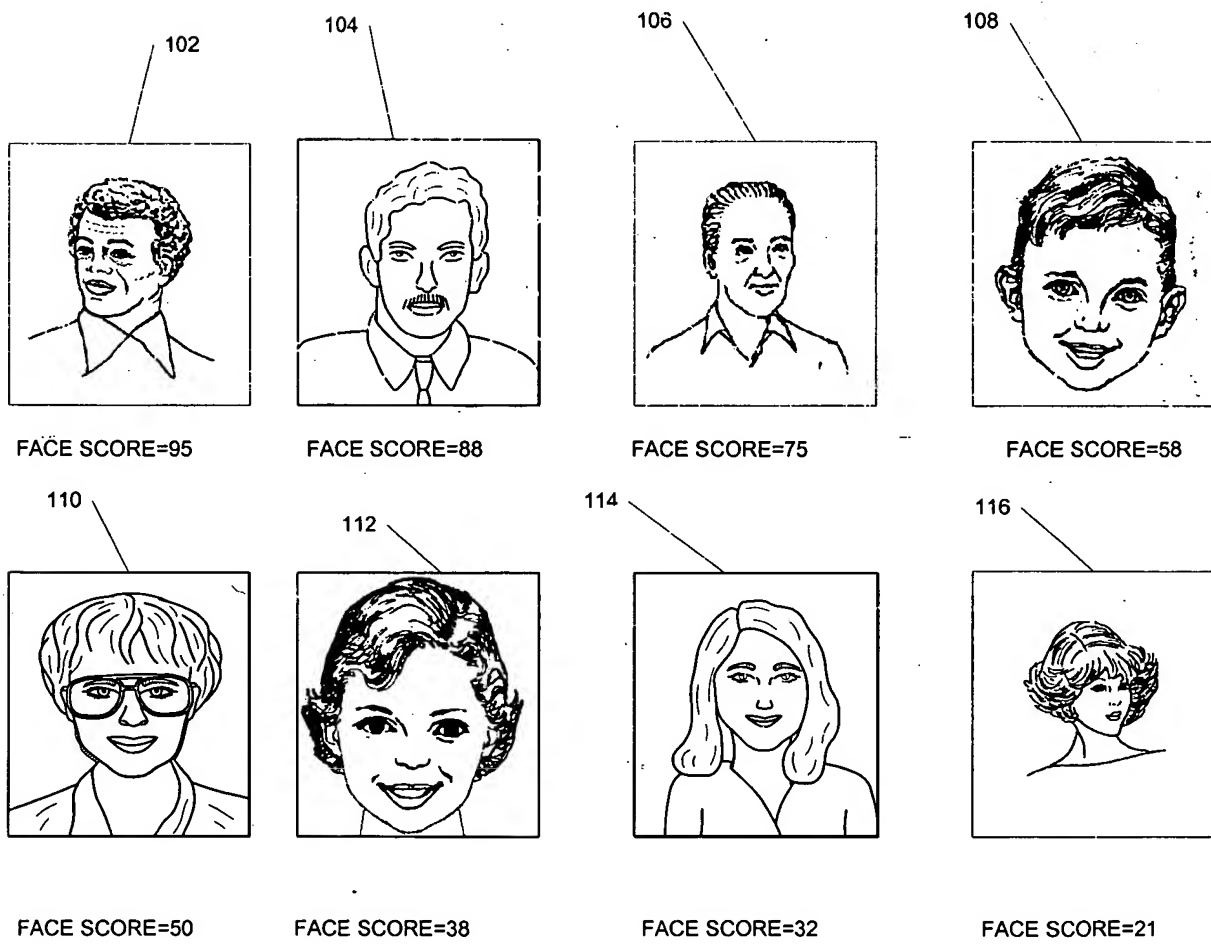 102
104
106
108
FACE SCORE=95
FACE SCORE=88
FACE SCORE=75
FACE SCORE=58
110
112
114
116
FACE SCORE=50
FACE SCORE=38
FACE SCORE=32
FACE SCORE=21